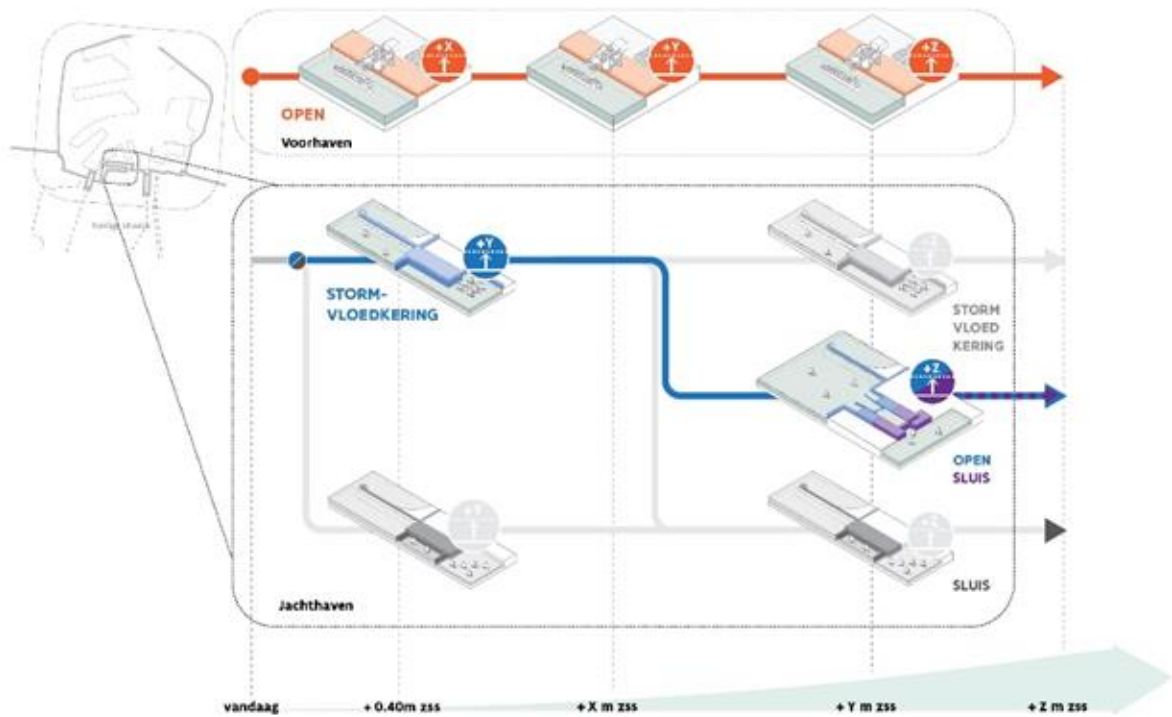 +X
+Y
+Z
OPEN
Voorhaven
+Y
STORM-
VLOEDKERING
STORM
VLOED
KERING
+Z
OPEN
SLUIS
SLUIS
Jachthaven
vandaag
+ 0.40m zss
+ X m zss
+ Y m zss
+ Z m zss